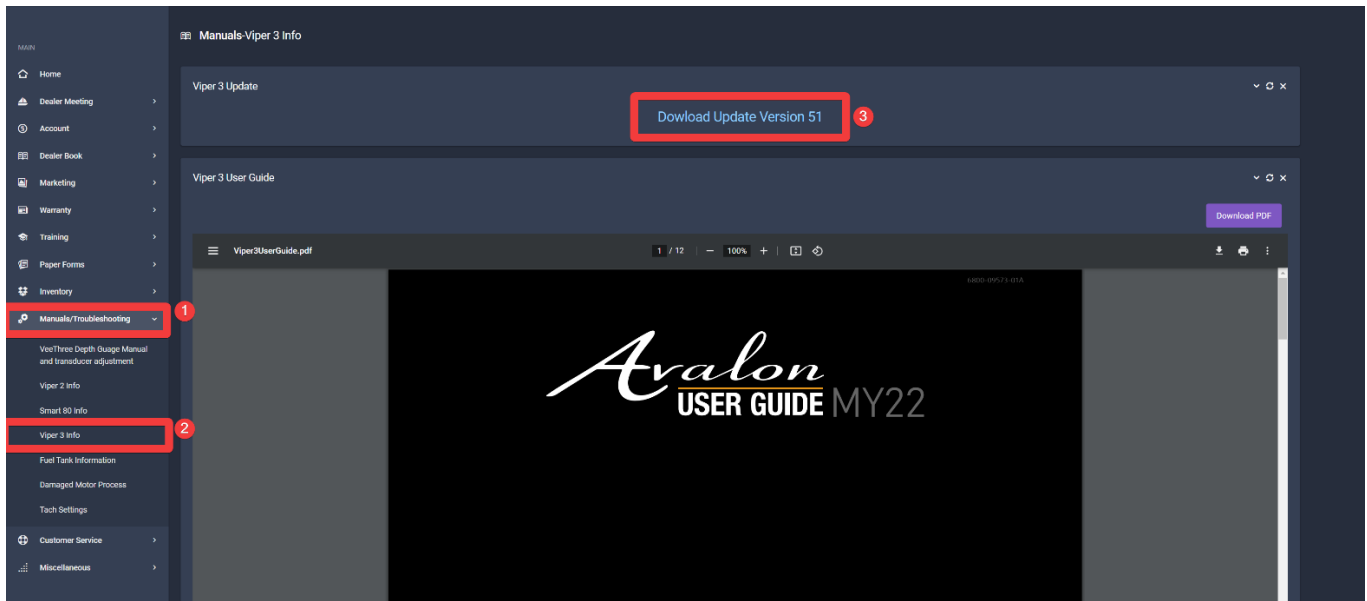 MAIN
Home
Dealer Meeting
Account
Dealer Book
Marketing
Warranty
Training
Paper Forms
Inventory
Manuals/Troubleshooting
1
VeeThree Depth Guage Manual
and transducer adjustment
Viper 2 Info
Smart 80 Info
Viper 3 Info
2
Fuel Tank Information
Damaged Motor Process
Tach Settings
Customer Service
Miscellaneous
Manuals-Viper 3 Info
Viper 3 Update
Dowload Update Version 51
3
Viper 3 User Guide
Download PDF
Viper3UserGuide.pdf
1 / 12
100%
6800-09573-01A
Avalon
USER GUIDE MY22